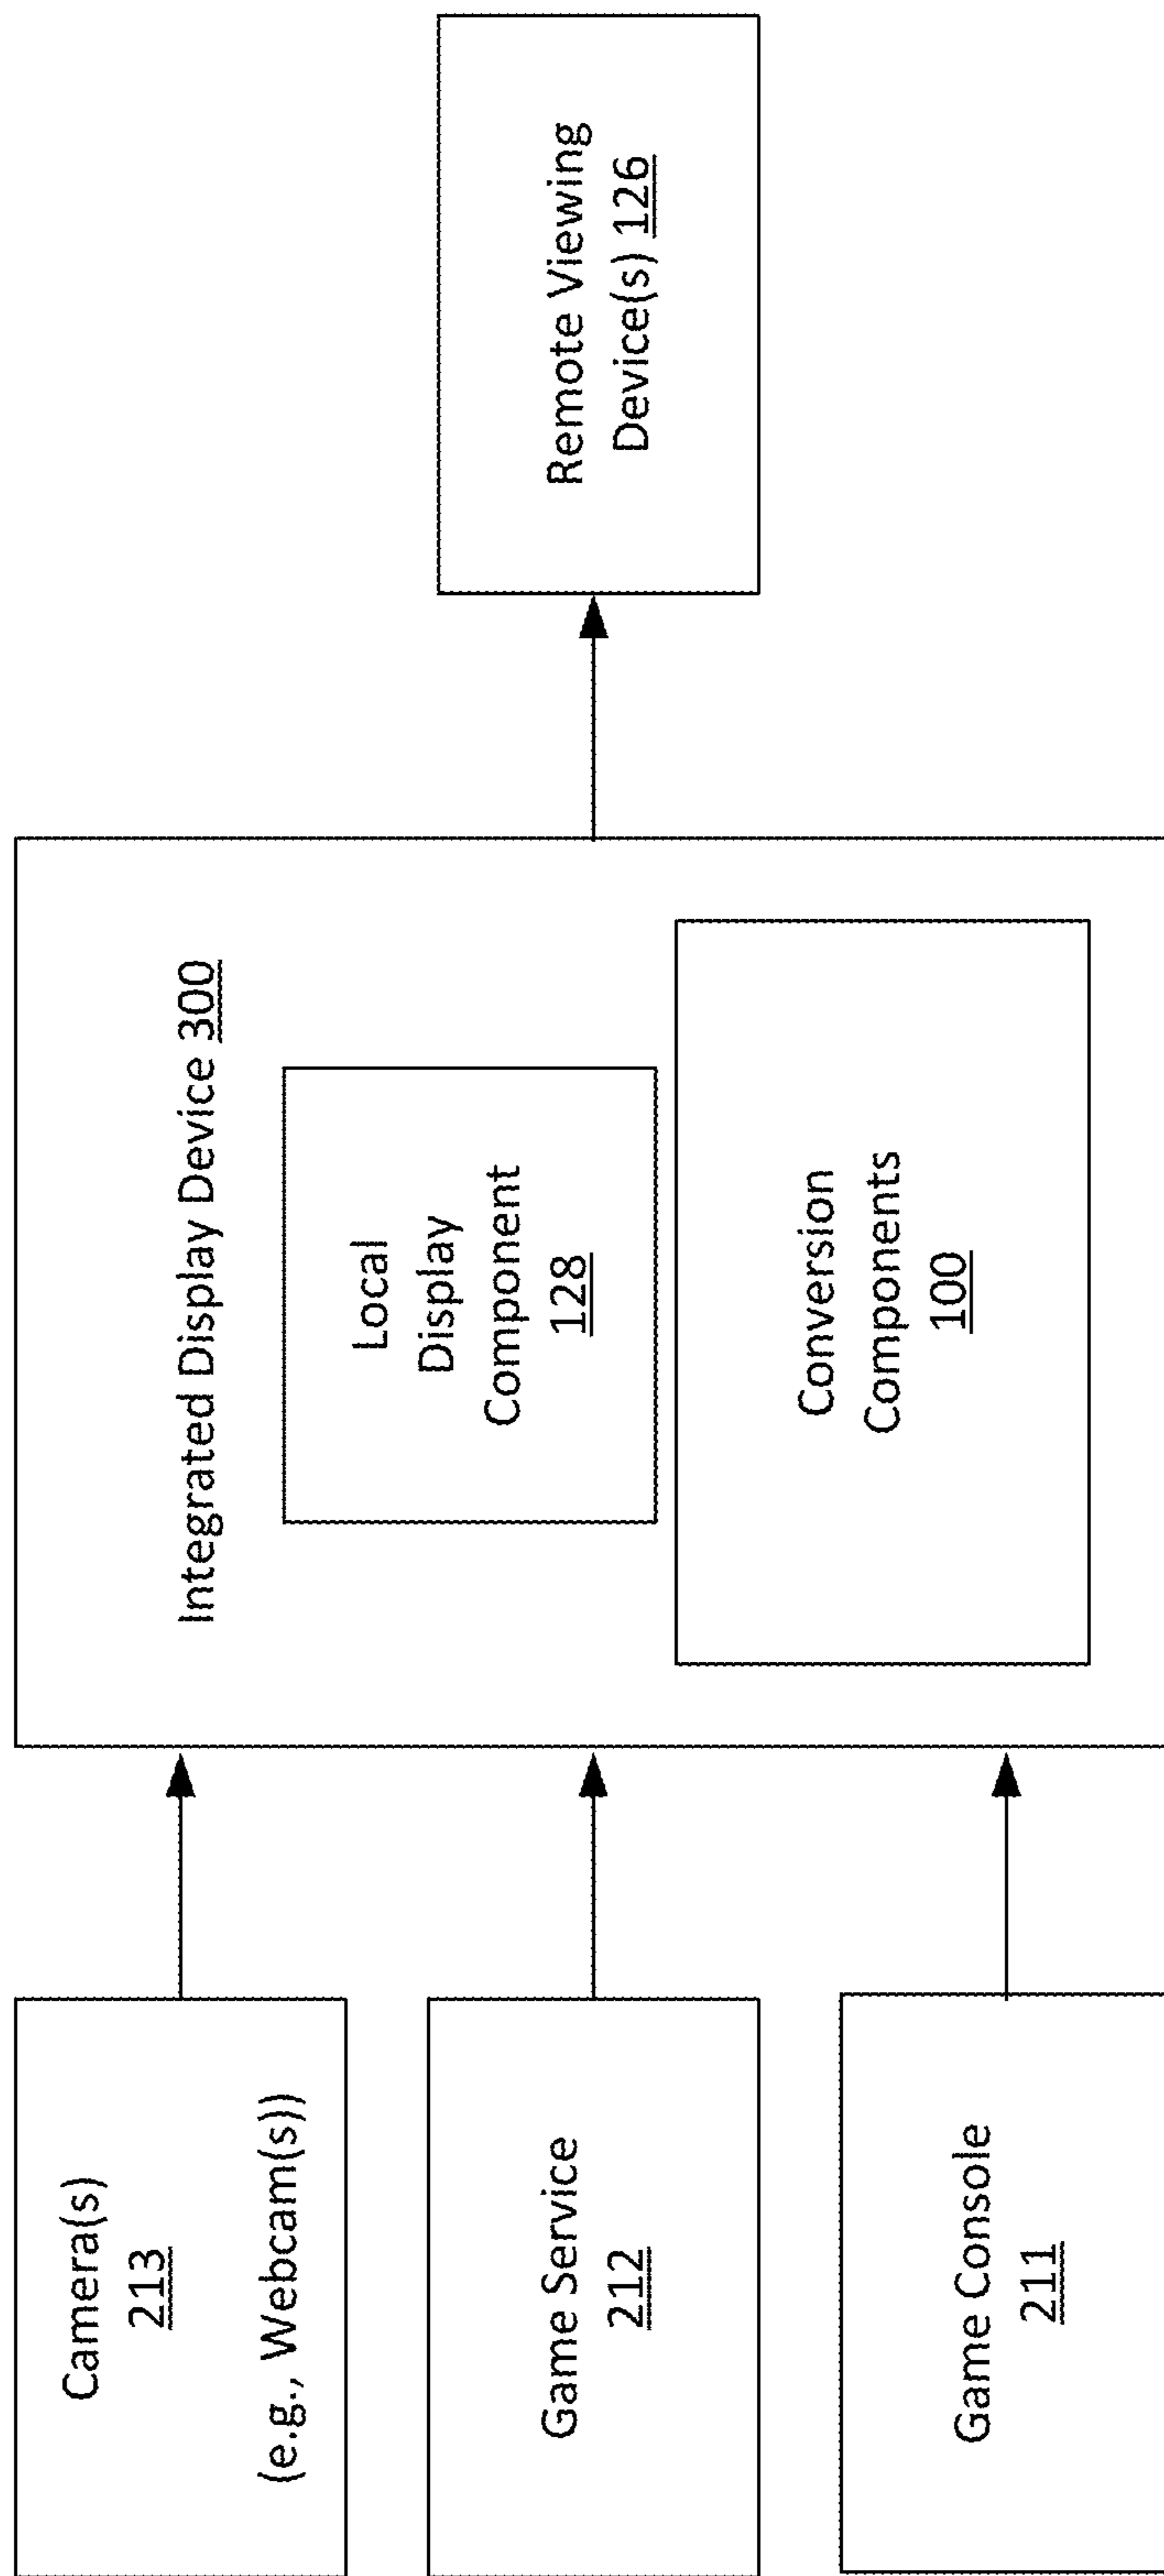 Camera(s)
213
(e.g., Webcam(s))
Game Service
212
Game Console
211
Integrated Display Device 300
Local
Display
Component
128
Conversion
Components
100
Remote Viewing
Device(s) 126